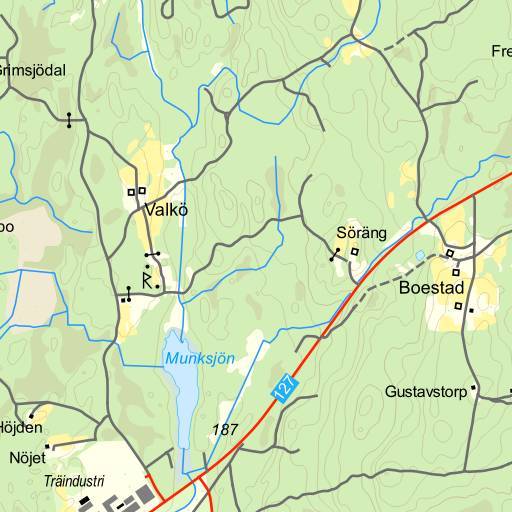 Fre
Grimsjödal
Valkö
Söräng
Boestad
Munksjön
127
Gustavstorp
187
Höjden
Nöjet
Träindustri